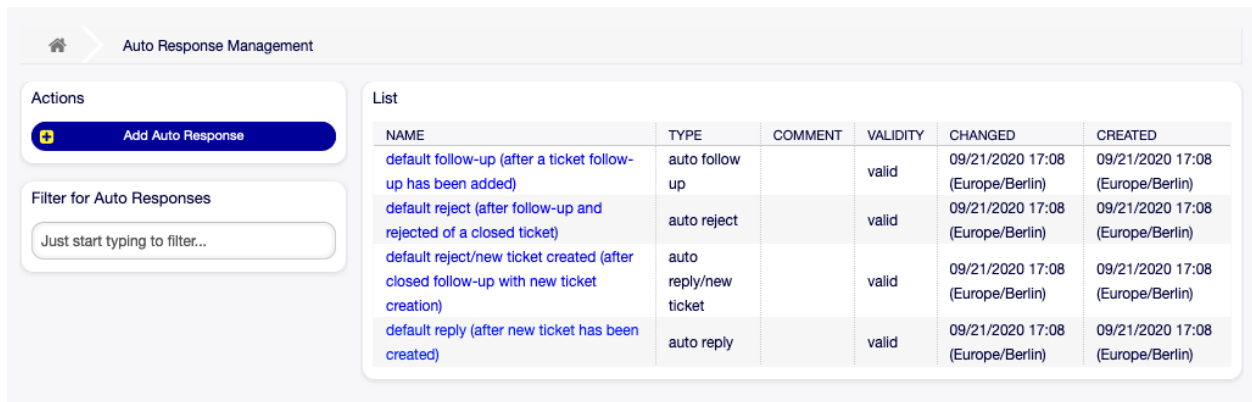 Auto Response Management
Actions
Add Auto Response
Filter for Auto Responses
Just start typing to filter...
List
NAME TYPE COMMENT VALIDITY CHANGED CREATED
default follow-up (after a ticket follow- auto follow 09/21/2020 17:08 09/21/2020 17:08
up has been added) up valid (Europe/Berlin) (Europe/Berlin)
default reject (after follow-up and 09/21/2020 17:08 09/21/2020 17:08
rejected of a closed ticket) auto reject valid (Europe/Berlin) (Europe/Berlin)
default reject/new ticket created (after auto
closed follow-up with new ticket reply/new valid 09/21/2020 17:08 09/21/2020 17:08
creation) ticket (Europe/Berlin) (Europe/Berlin)
default reply (after new ticket has been 09/21/2020 17:08 09/21/2020 17:08
created) auto reply valid (Europe/Berlin) (Europe/Berlin)